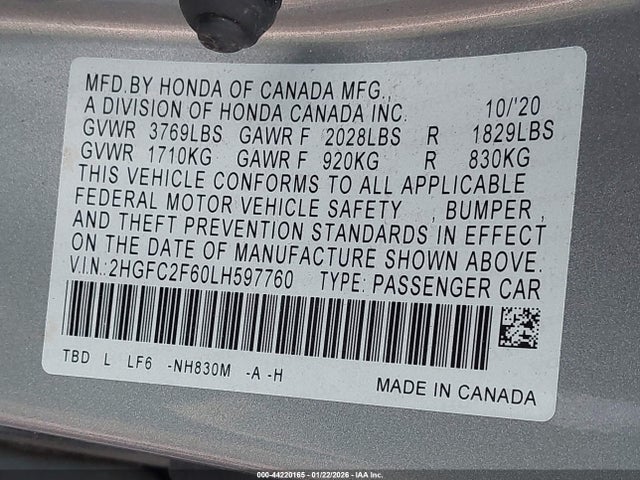 MFD.BY HONDA OF CANADA MFG.,
A DIVISION OF HONDA CANADA INC. 10/'20
GVWR 3769LBS GAWR F 2028LBS R 1829LBS
GVWR 1710KG GAWR F 920KG R 830KG
THIS VEHICLE CONFORMS TO ALL APPLICABLE
FEDERAL MOTOR VEHICLE SAFETY , BUMPER ,
AND THEFT PREVENTION STANDARDS IN EFFECT
ON THE DATE OF MANUFACTURE SHOWN ABOVE.
V.I.N.:2HGFC2F60LH597760 TYPE: PASSENGER CAR
TBD L LF6 -NH830M -A -H
MADE IN CANADA
000-44220165 - 01/22/2026 - IAA Inc.